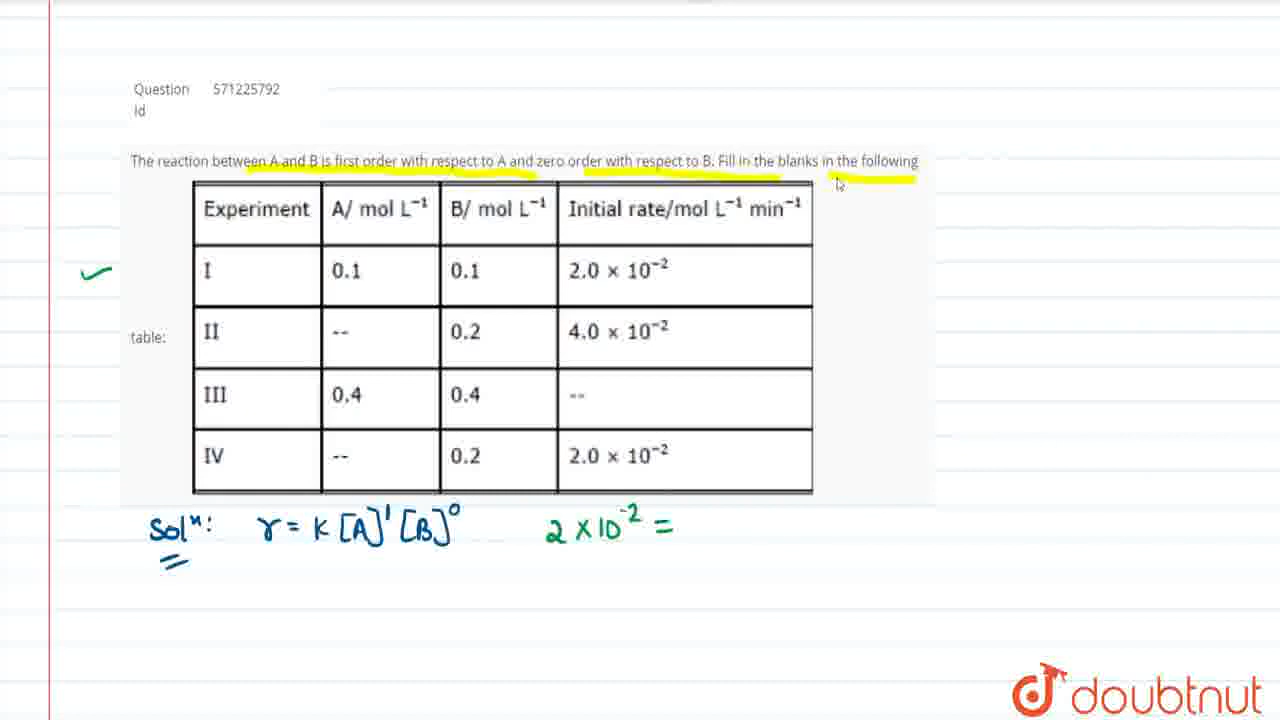 Question 571225792
Id
The reaction between A and B is first order with respect to A and zero order with respect to B. Fill in the blanks in the following
Experiment A/ mol L⁻¹ B/ mol L⁻¹ Initial rate/mol L⁻¹ min⁻¹
I 0.1 0.1 2.0 × 10⁻²
table:
II -- 0.2 4.0 × 10⁻²
III 0.4 0.4 --
IV -- 0.2 2.0 × 10⁻²
Solⁿ: r = K [A]¹ [B]⁰ 2 × 10⁻² =
doubtnut